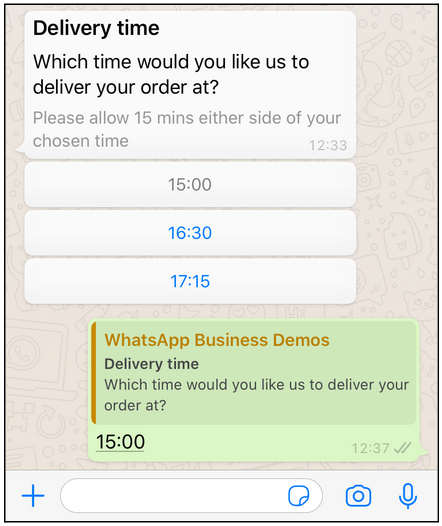 Delivery time
Which time would you like us to
deliver your order at?
Please allow 15 mins either side of your
chosen time
12:33
15:00
16:30
17:15
WhatsApp Business Demos
Delivery time
Which time would you like us to deliver your
order at?
15:00
12:37